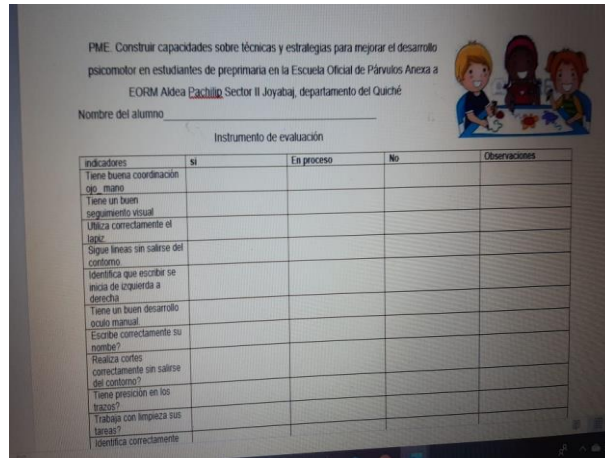 PME. Construir capacidades sobre técnicas y estrategias para mejorar el desarrollo
psicomotor en estudiantes de preprimaria en la Escuela Oficial de Párvulos Anexa a
EORM Aldea Pachilip Sector II Joyabaj, departamento del Quiché
Nombre del alumno
Instrumento de evaluación
indicadores si En proceso No Observaciones
Tiene buena coordinación
ojo_ mano
Tiene un buen
seguimiento visual
Utiliza correctamente el
lapiz
Sigue lineas sin salirse del
contorno.
Identifica que escribir se
inicia de izquierda a
derecha
Tiene un buen desarrollo
oculo manual.
Escribe correctamente su
nombe?
Realiza cortes
correctamente sin salirse
del contorno?
Tiene presición en los
trazos?
Trabaja con limpieza sus
tareas?
Identifica correctamente